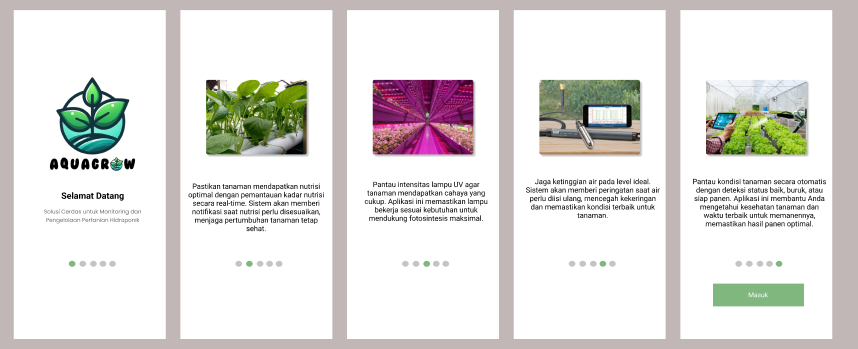 AQUAGROW
Selamat Datang
Solusi Cerdas untuk Monitoring dan
Pengelolaan Pertanian Hidroponik
Pastikan tanaman mendapatkan nutrisi
optimal dengan pemantauan kadar nutrisi
secara real-time. Sistem akan memberi
notifikasi saat nutrisi perlu disesuaikan,
menjaga pertumbuhan tanaman tetap
sehat.
Pantau intensitas lampu UV agar
tanaman mendapatkan cahaya yang
cukup. Aplikasi ini memastikan lampu
bekerja sesuai kebutuhan untuk
mendukung fotosintesis maksimal.
Jaga ketinggian air pada level ideal.
Sistem akan memberi peringatan saat air
perlu diisi ulang, mencegah kekeringan
dan memastikan kondisi terbaik untuk
tanaman.
Pantau kondisi tanaman secara otomatis
dengan deteksi status baik, buruk, atau
siap panen. Aplikasi ini membantu Anda
mengetahui kesehatan tanaman dan
waktu terbaik untuk memanennya,
memastikan hasil panen optimal.
Masuk